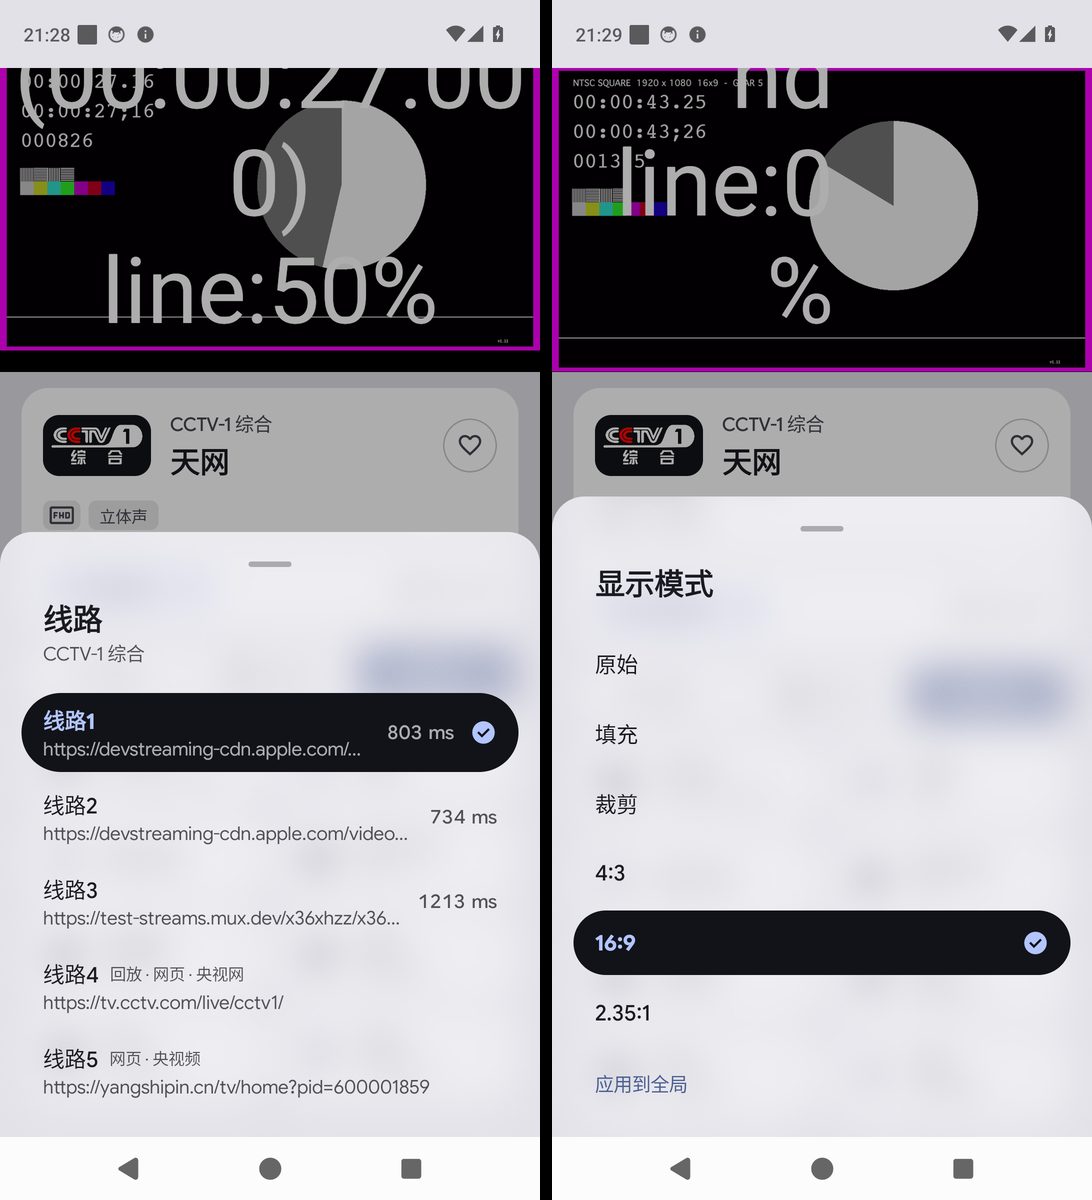 21:28
00:00:27.16
(00:00:27.00
00:00:27;16
000826
0)
line:50%
CCTV-1 综合
天网
CCTV 1
综 合
FHD
立体声
线路
CCTV-1 综合
线路1
https://devstreaming-cdn.apple.com/...
803 ms
线路2
https://devstreaming-cdn.apple.com/video...
734 ms
线路3
https://test-streams.mux.dev/x36xhzz/x36...
1213 ms
线路4 回放 · 网页 · 央视网
https://tv.cctv.com/live/cctv1/
线路5 网页 · 央视频
https://yangshipin.cn/tv/home?pid=600001859
21:29
NTSC SQUARE 1920 x 1080 16x9 - GEAR 5
nd
00:00:43.25
00:00:43;26
line:0
%
CCTV-1 综合
天网
CCTV 1
综 合
显示模式
原始
填充
裁剪
4:3
16:9
2.35:1
应用到全局